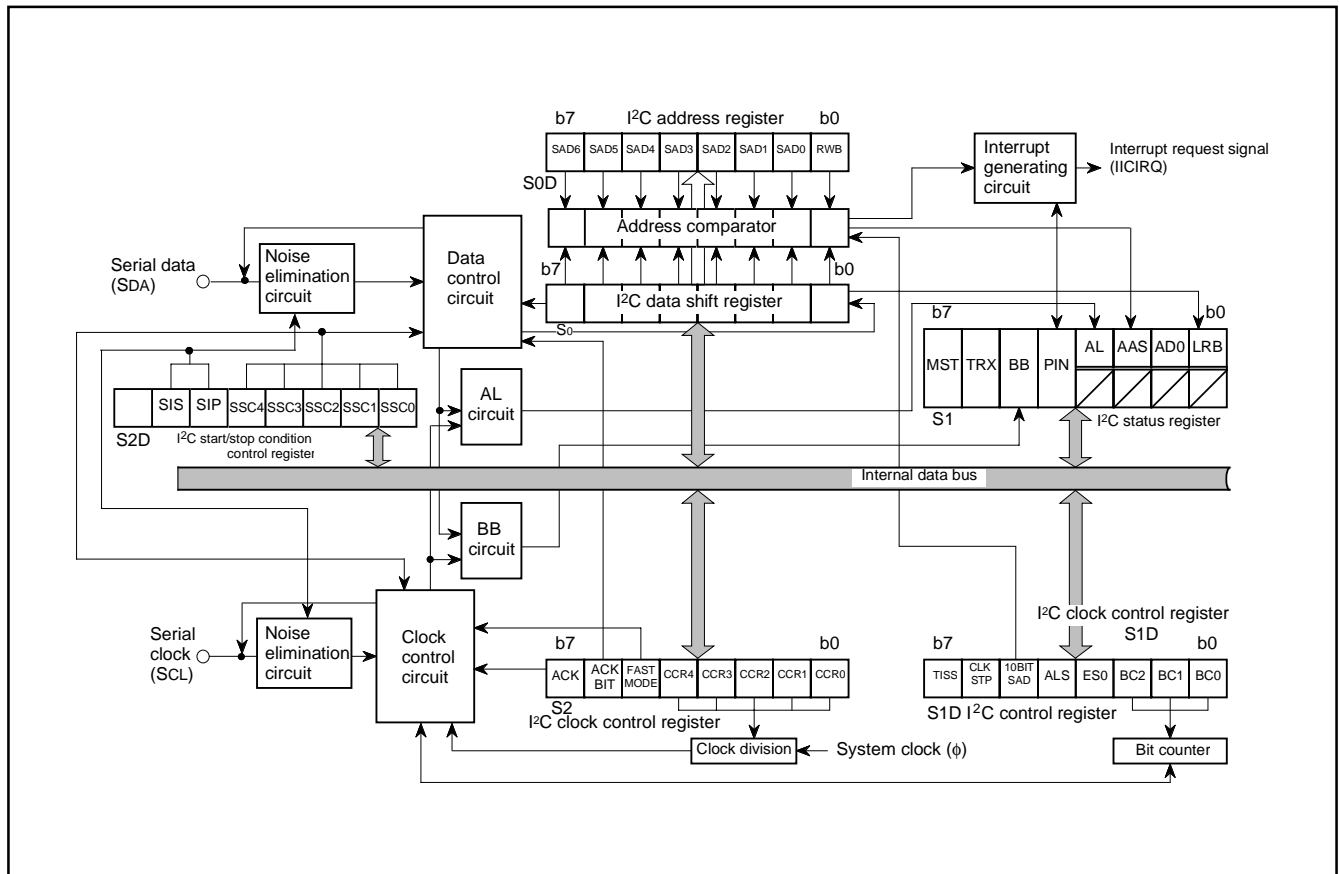 b7 I²C address register b0
SAD6 SAD5 SAD4 SAD3 SAD2 SAD1 SAD0 RWB
S0D
Interrupt
generating
circuit
Interrupt request signal
(IICIRQ)
Address comparator
Serial data
(SDA)
Noise
elimination
circuit
Data
control
circuit
b7 b0
I²C data shift register
S0
b7 b0
MST TRX BB PIN AL AAS AD0 LRB
S1
I²C status register
SIS SIP SSC4 SSC3 SSC2 SSC1 SSC0
S2D
I²C start/stop condition
control register
AL
circuit
Internal data bus
BB
circuit
Serial
clock
(SCL)
Noise
elimination
circuit
Clock
control
circuit
b7 b0
ACK ACK BIT FAST MODE CCR4 CCR3 CCR2 CCR1 CCR0
S2
I²C clock control register
Clock division
System clock (ϕ)
I²C clock control register
S1D
b7 b0
TISS CLK STP 10BIT SAD ALS ES0 BC2 BC1 BC0
S1D I²C control register
Bit counter